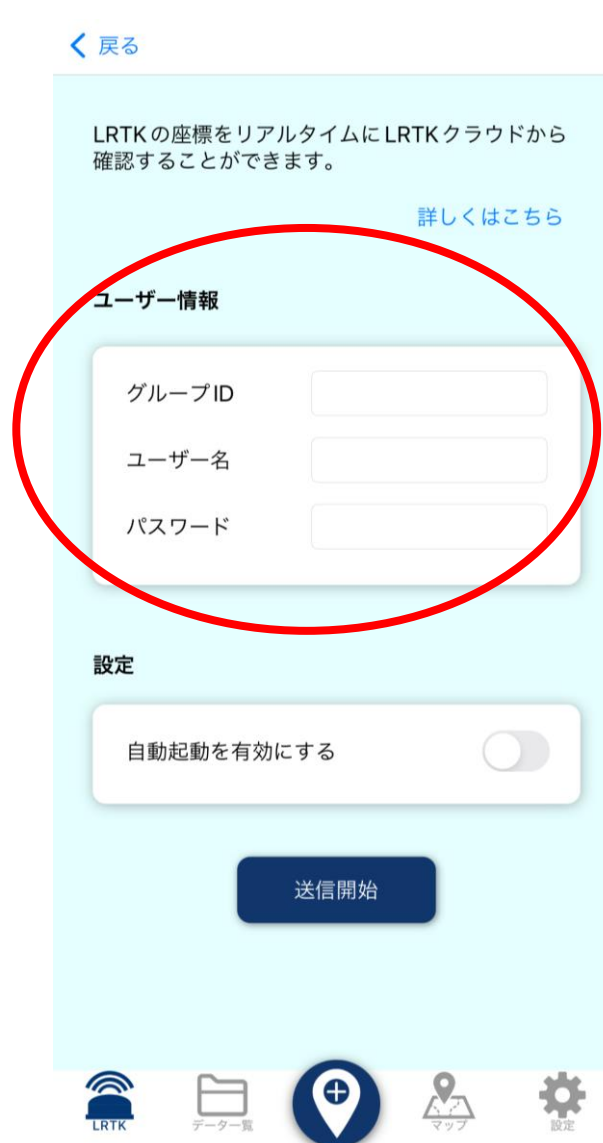 戻る
LRTKの座標をリアルタイムにLRTKクラウドから
確認することができます。
詳しくはこちら
ユーザー情報
グループID
ユーザー名
パスワード
設定
自動起動を有効にする
送信開始
LRTK
データ一覧
マップ
設定